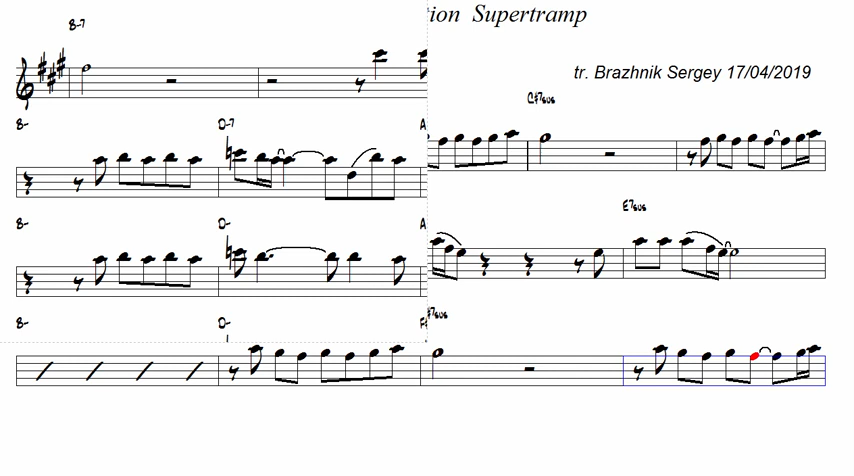 tion Supertramp
B-7
tr. Brazhnik Sergey 17/04/2019
C#7sus
B- D-7 A
E7sus
B- D- A
B- D- F#7sus